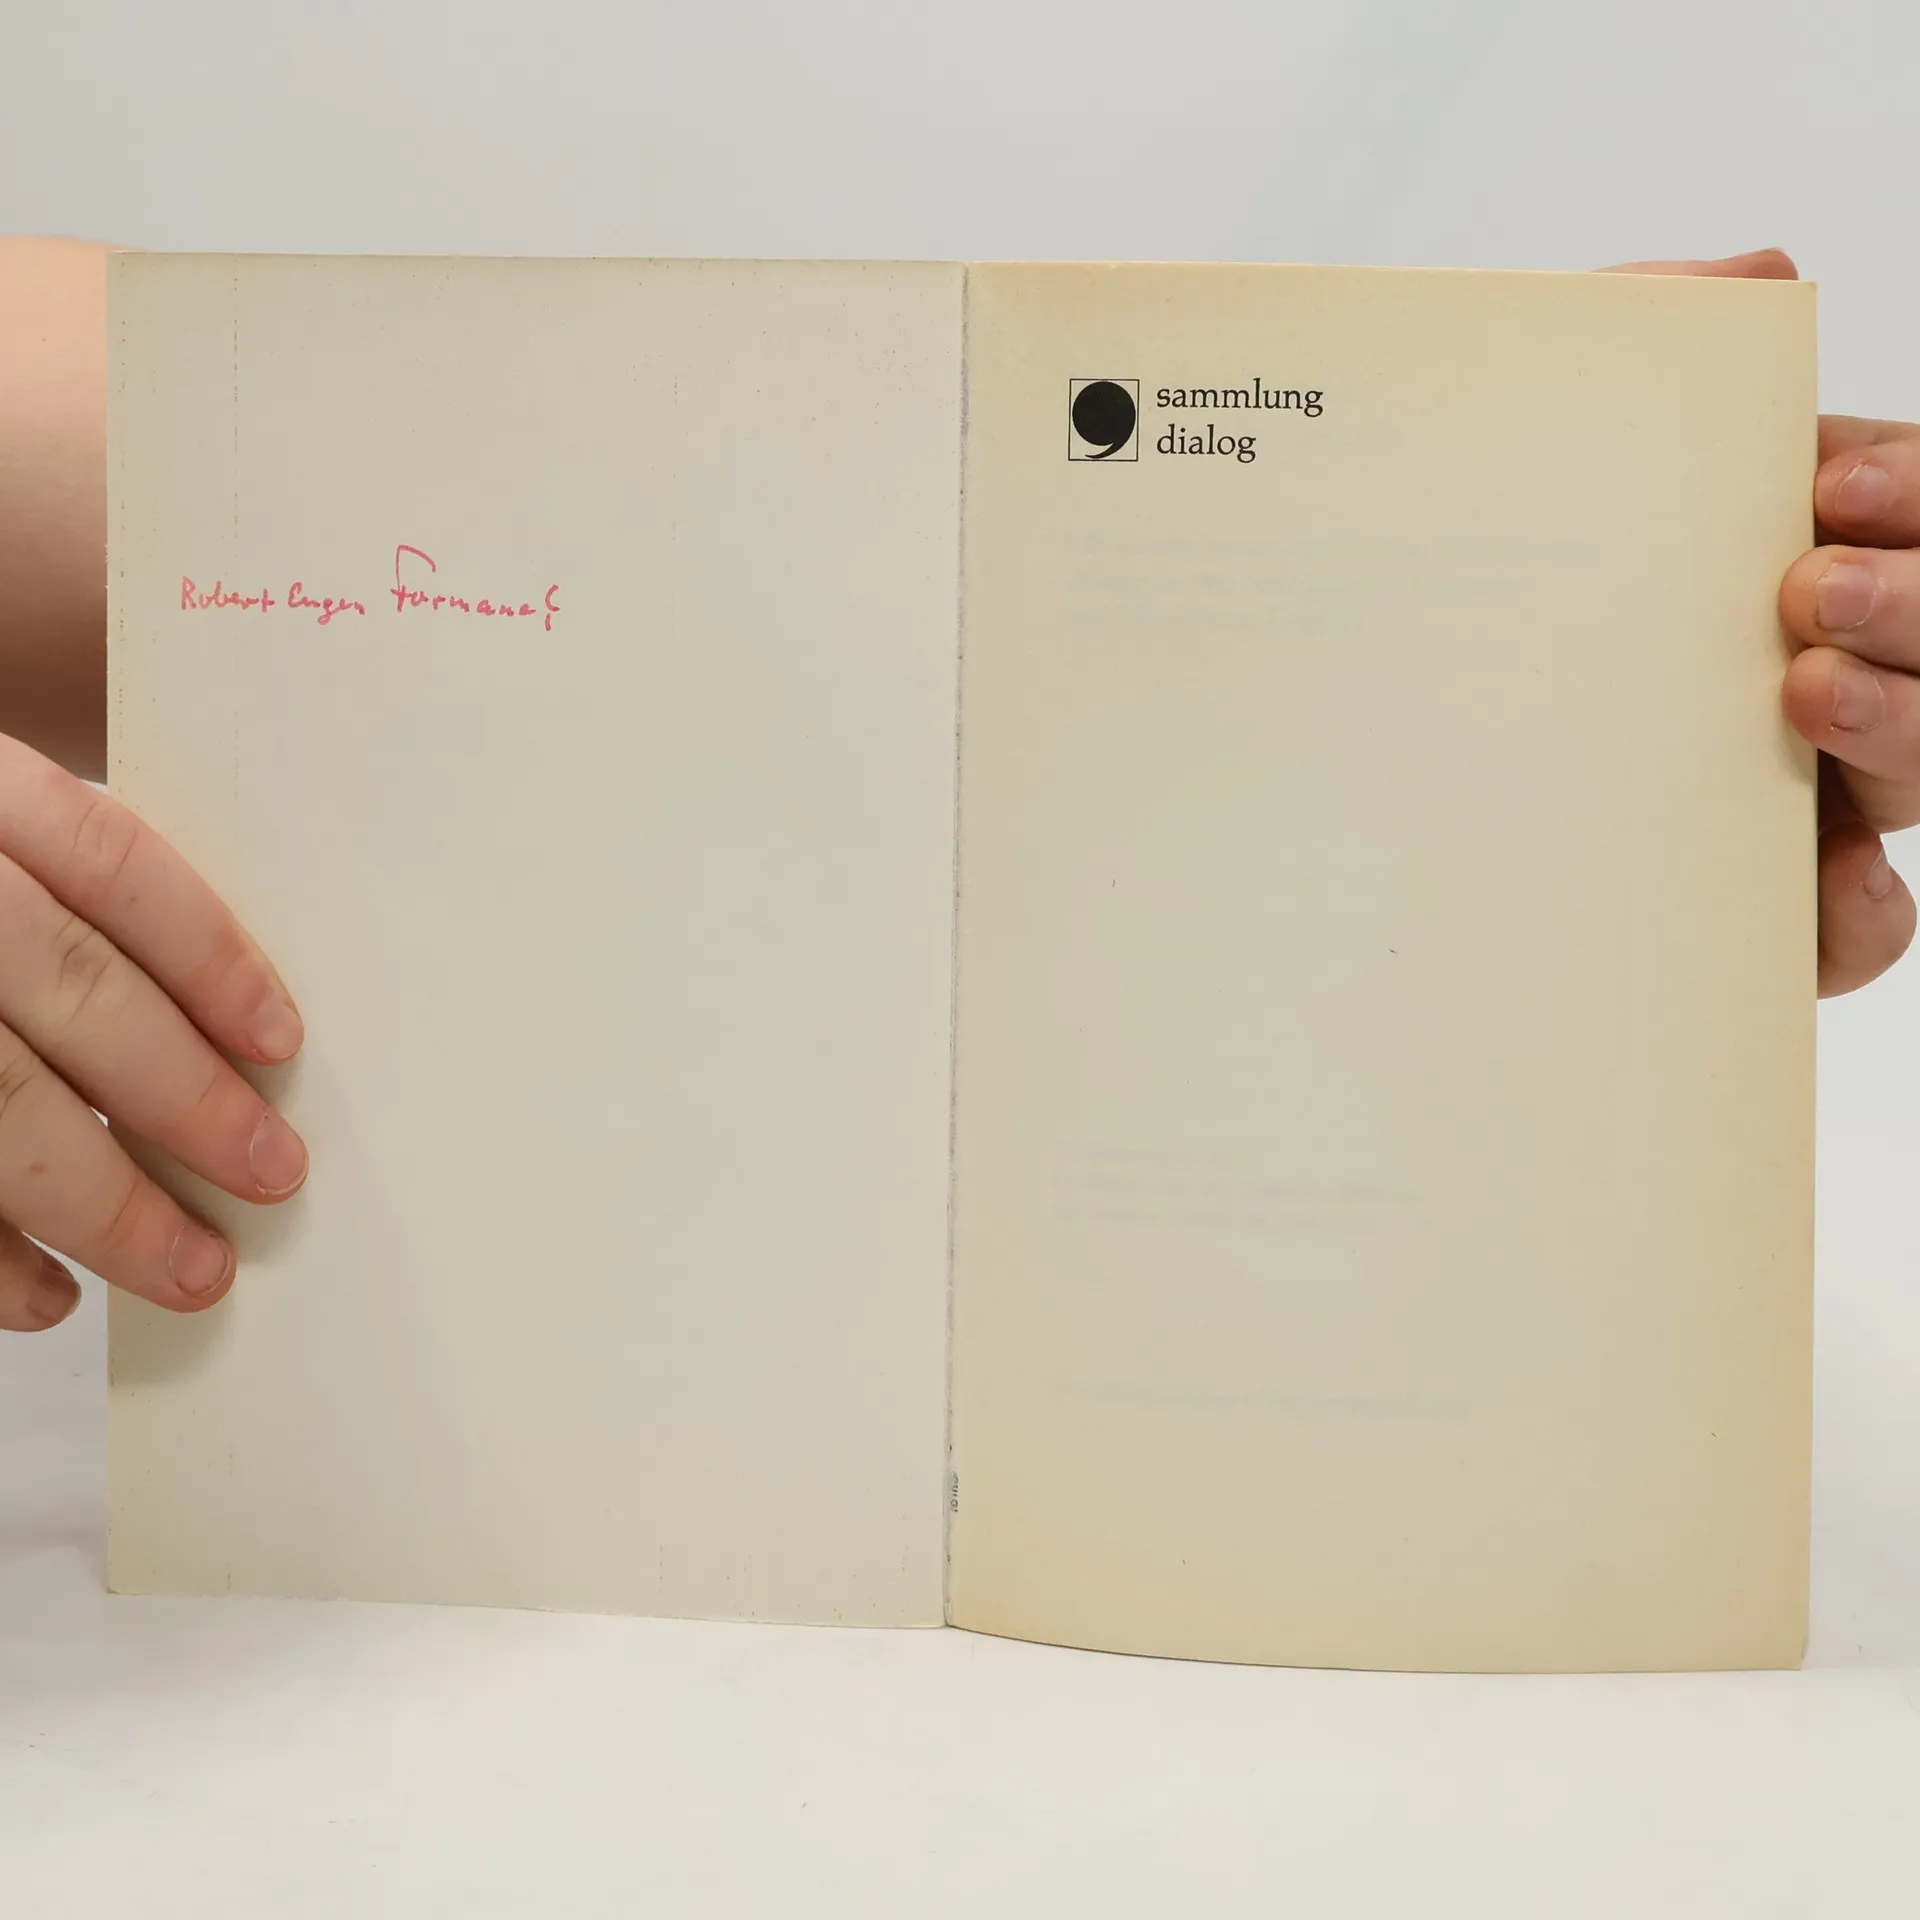 Robert Eugen
sammlung
dialog